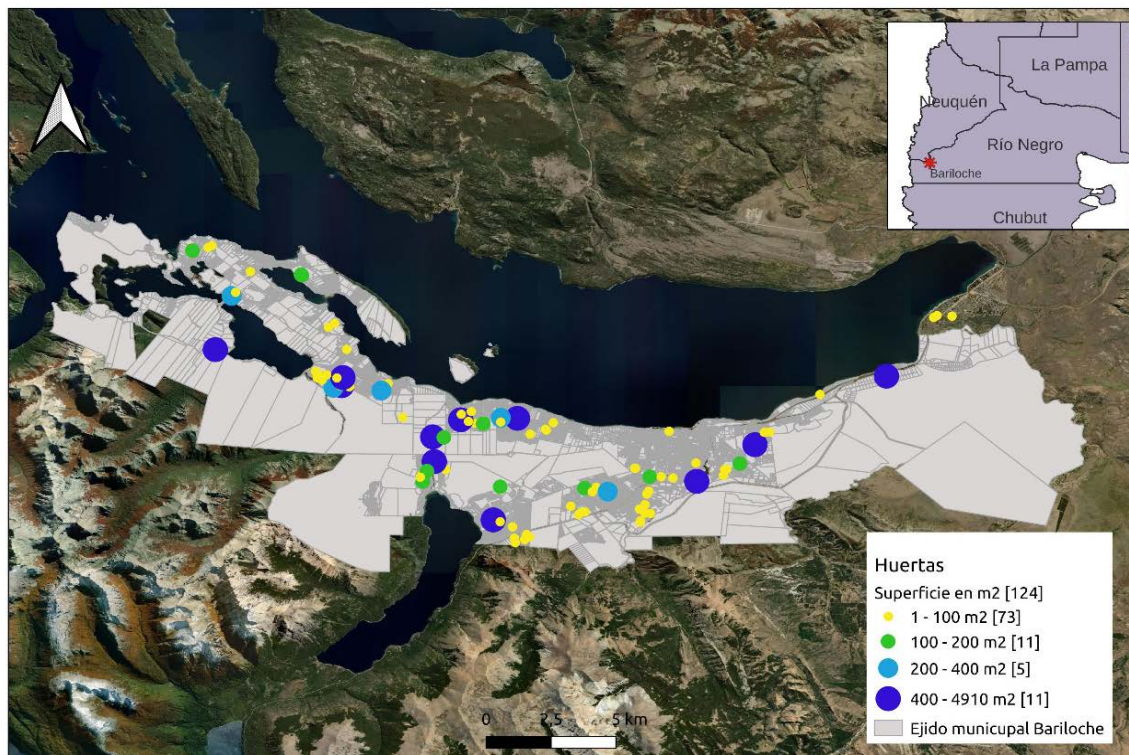 La Pampa
Neuquén
Río Negro
Bariloche
Chubut
Huertas
Superficie en m2 [124]
1 - 100 m2 [73]
100 - 200 m2 [11]
200 - 400 m2 [5]
400 - 4910 m2 [11]
Ejido municupal Bariloche
0 2,5 5 km